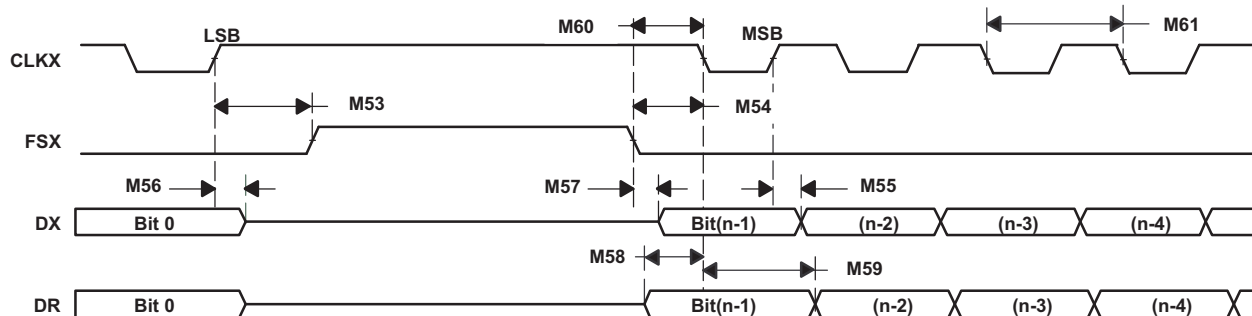 LSB
M60
MSB
M61
CLKX
M53
M54
FSX
M56
M57
M55
DX
Bit 0
Bit(n-1)
(n-2)
(n-3)
(n-4)
M58
M59
DR
Bit 0
Bit(n-1)
(n-2)
(n-3)
(n-4)